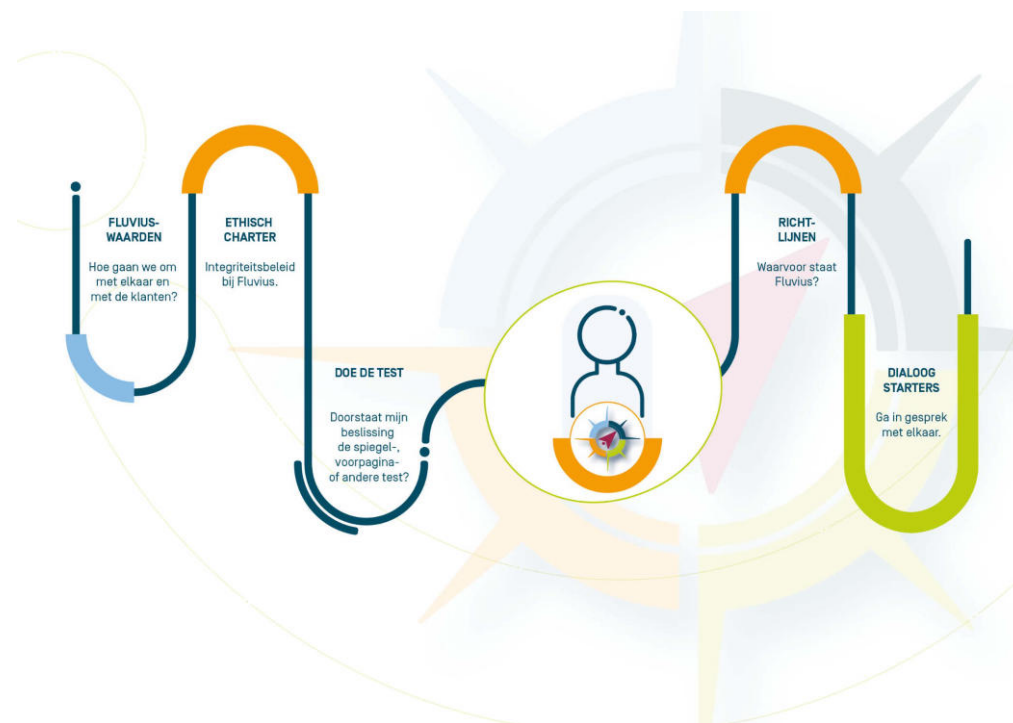 FLUVIUS-
WAARDEN
Hoe gaan we om
met elkaar en
met de klanten?
ETHISCH
CHARTER
Integriteitsbeleid
bij Fluvius.
DOE DE TEST
Doorstaat mijn
beslissing
de spiegel-,
voorpagina-
of andere test?
RICHT-
LIJNEN
Waarvoor staat
Fluvius?
DIALOOG
STARTERS
Ga in gesprek
met elkaar.